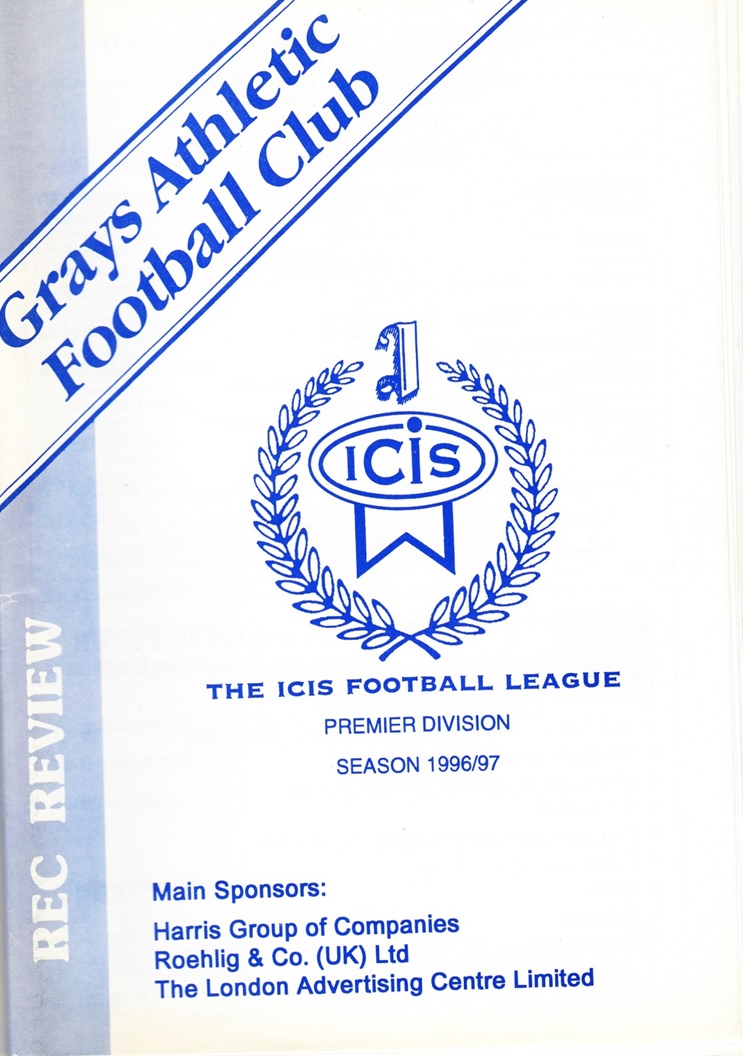 Grays Athletic
Football Club
ICIS
THE ICIS FOOTBALL LEAGUE
PREMIER DIVISION
SEASON 1996/97
REC REVIEW
Main Sponsors:
Harris Group of Companies
Roehlig & Co. (UK) Ltd
The London Advertising Centre Limited